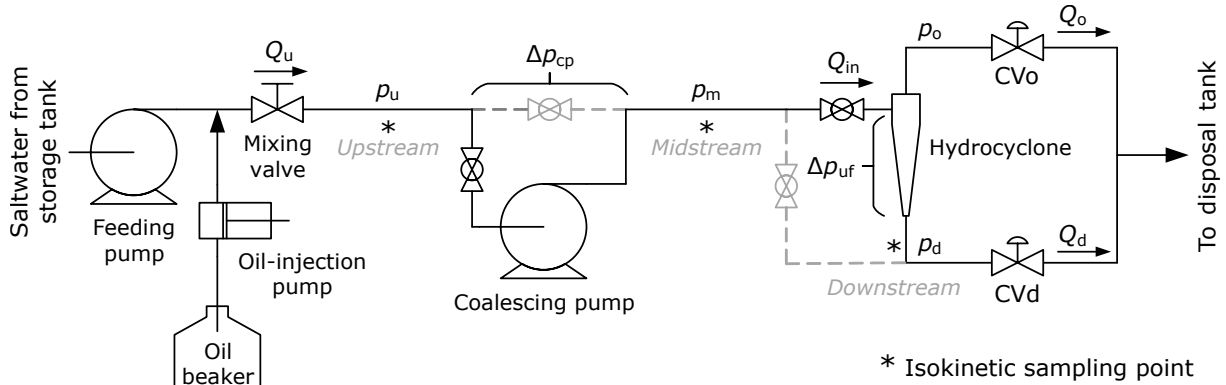 Saltwater from
storage tank
Feeding
pump
Q_u
Mixing
valve
Oil-injection
pump
Oil
beaker
p_u
*
Upstream
Δp_cp
Coalescing pump
p_m
*
Midstream
Q_in
Δp_uf
Hydrocyclone
p_o
CVo
Q_o
*
p_d
Downstream
CVd
Q_d
To disposal tank
* Isokinetic sampling point